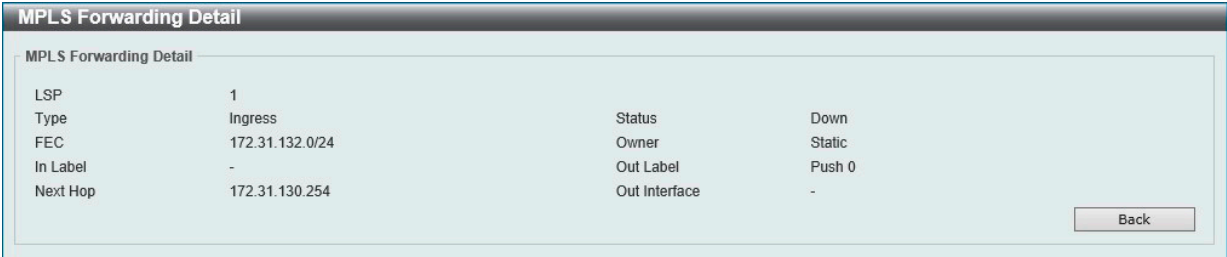 MPLS Forwarding Detail
MPLS Forwarding Detail
LSP 1
Type Ingress Status Down
FEC 172.31.132.0/24 Owner Static
In Label - Out Label Push 0
Next Hop 172.31.130.254 Out Interface -
Back